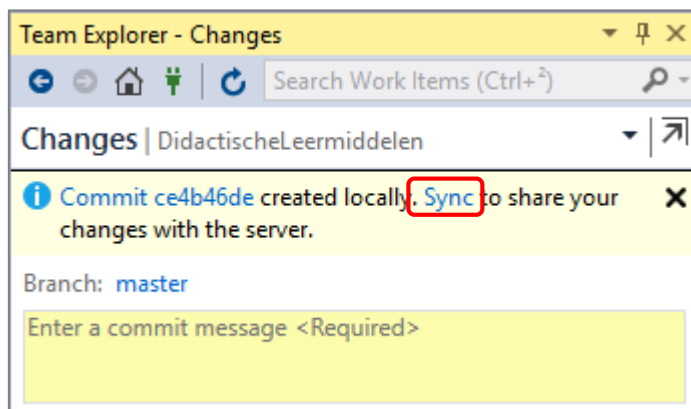 Team Explorer - Changes
Search Work Items (Ctrl+²)
Changes | DidactischeLeermiddelen
Commit ce4b46de created locally. Sync to share your
changes with the server.
Branch: master
Enter a commit message <Required>